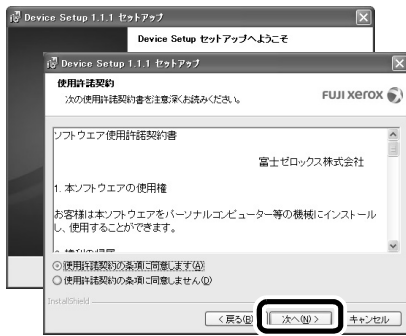 Device Setup 1.1.1 セットアップ
Device Setup セットアップへようこそ
Device Setup 1.1.1 セットアップ
使用許諾契約
次の使用許諾契約書を注意深くお読みください。
FUJI XEROX
ソフトウエア使用許諾契約書
富士ゼロックス株式会社
1. 本ソフトウエアの使用権
お客様は本ソフトウエアをパーソナルコンピューター等の機械にインストール
し、使用することができます。
使用許諾契約の条項に同意します(A)
使用許諾契約の条項に同意しません(D)
InstallShield
< 戻る(B)
次へ(N) >
キャンセル